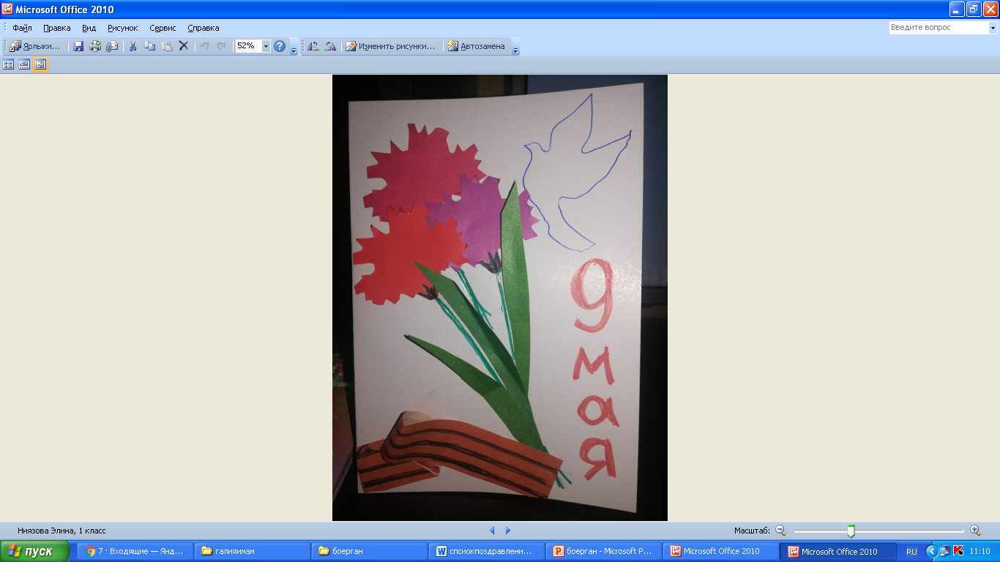 Microsoft Office 2010
Файл Правка Вид Рисунок Сервис Справка
Введите вопрос
Ярлыки... 52% Изменить рисунки... Автозамена
9
мая
Ниязова Элина, 1 класс
Масштаб:
пуск
7 · Входящие — Янд...
галияимам
боерган
спсиокпоздравлени...
боерган - Microsoft P...
Microsoft Office 2010
Microsoft Office 2010
RU
11:10